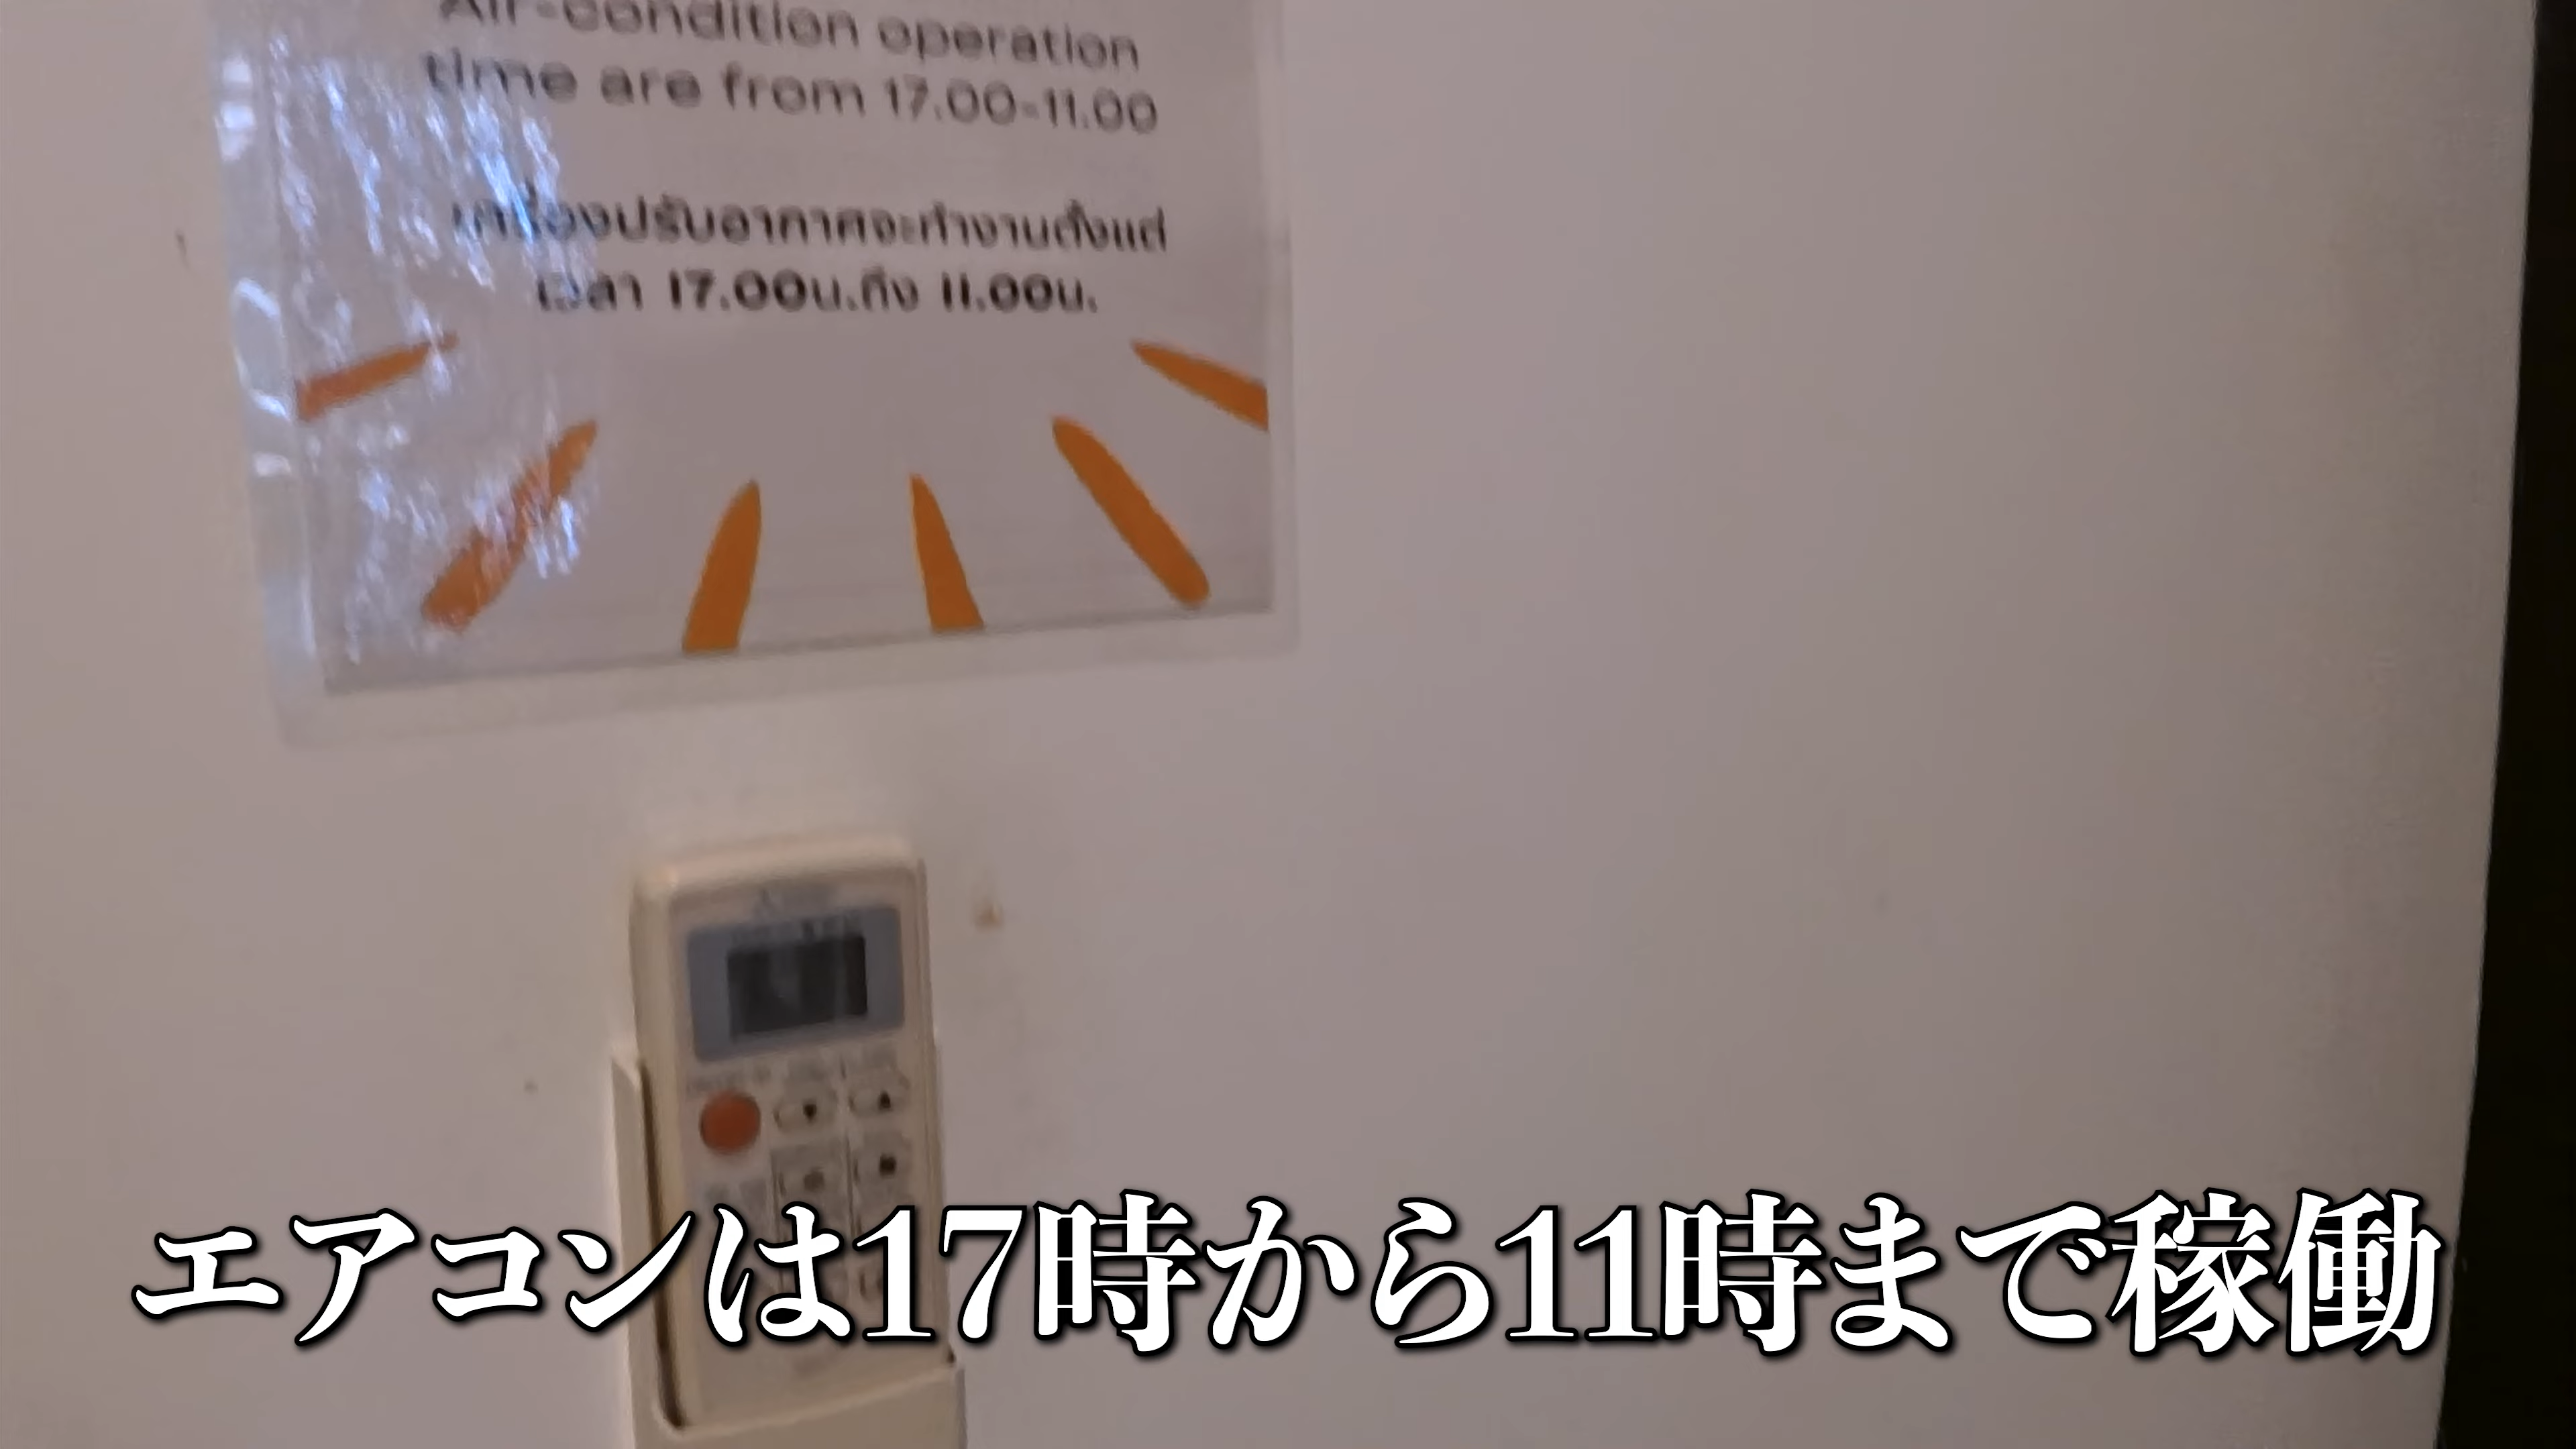 Air-condition operation
time are from 17.00-11.00
เครื่องปรับอากาศจะทำงานตั้งแต่
เวลา 17.00น.ถึง 11.00น.
エアコンは17時から11時まで稼働